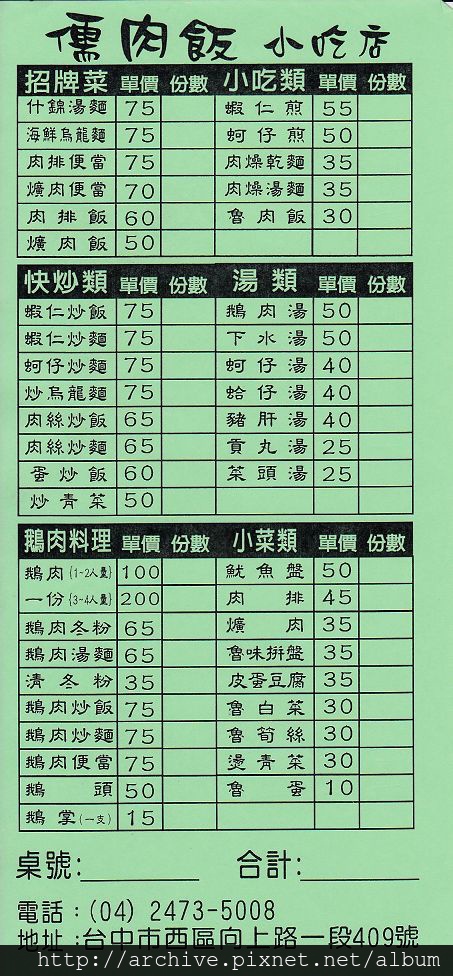 儒肉飯 小吃店
招牌菜 單價 份數 小吃類 單價 份數
什錦湯麵 75 蝦仁煎 55
海鮮烏龍麵 75 蚵仔煎 50
肉排便當 75 肉燥乾麵 35
爌肉便當 70 肉燥湯麵 35
肉排飯 60 魯肉飯 30
爌肉飯 50
快炒類 單價 份數 湯類 單價 份數
蝦仁炒飯 75 鵝肉湯 50
蝦仁炒麵 75 下水湯 50
蚵仔炒麵 75 蚵仔湯 40
炒烏龍麵 75 蛤仔湯 40
肉絲炒飯 65 豬肝湯 40
肉絲炒麵 65 貢丸湯 25
蛋炒飯 60 菜頭湯 25
炒青菜 50
鵝肉料理 單價 份數 小菜類 單價 份數
鵝肉(1~2人量) 100 魷魚盤 50
一份(3~4人量) 200 肉排 45
鵝肉冬粉 65 爌肉 35
鵝肉湯麵 65 魯味拼盤 35
清冬粉 35 皮蛋豆腐 35
鵝肉炒飯 75 魯白菜 30
鵝肉炒麵 75 魯筍絲 30
鵝肉便當 75 燙青菜 30
鵝頭 50 魯蛋 10
鵝掌(一支) 15
桌號: 合計:
電話:(04) 2473-5008
地址:台中市西區向上路一段409號
http://archive.pixnet.net/album